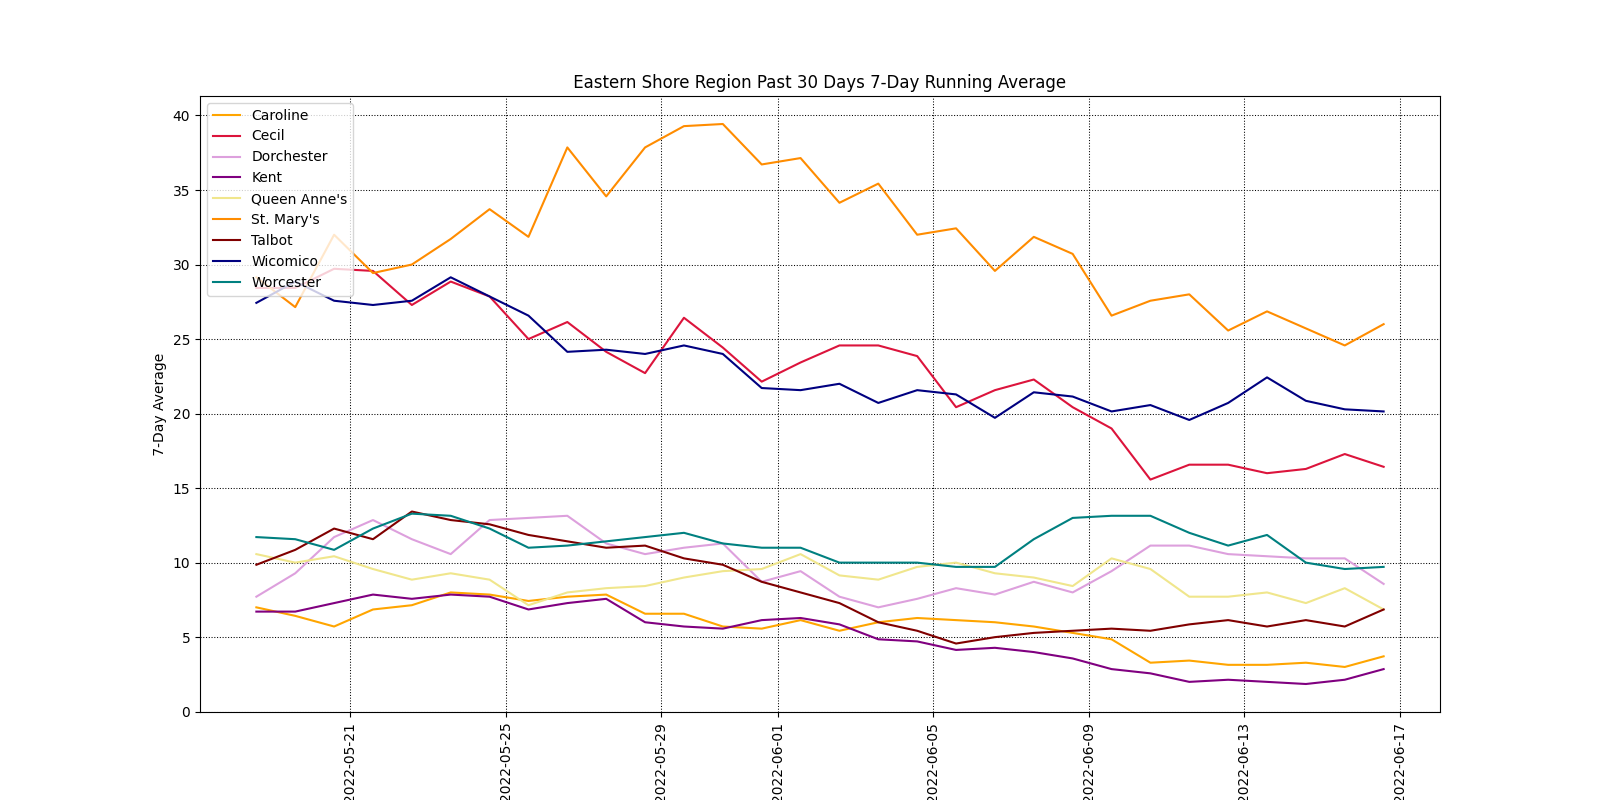 Eastern Shore Region Past 30 Days 7-Day Running Average
7-Day Average
40
35
30
25
20
15
10
5
0
Caroline
Cecil
Dorchester
Kent
Queen Anne's
St. Mary's
Talbot
Wicomico
Worcester
2022-05-21
2022-05-25
2022-05-29
2022-06-01
2022-06-05
2022-06-09
2022-06-13
2022-06-17